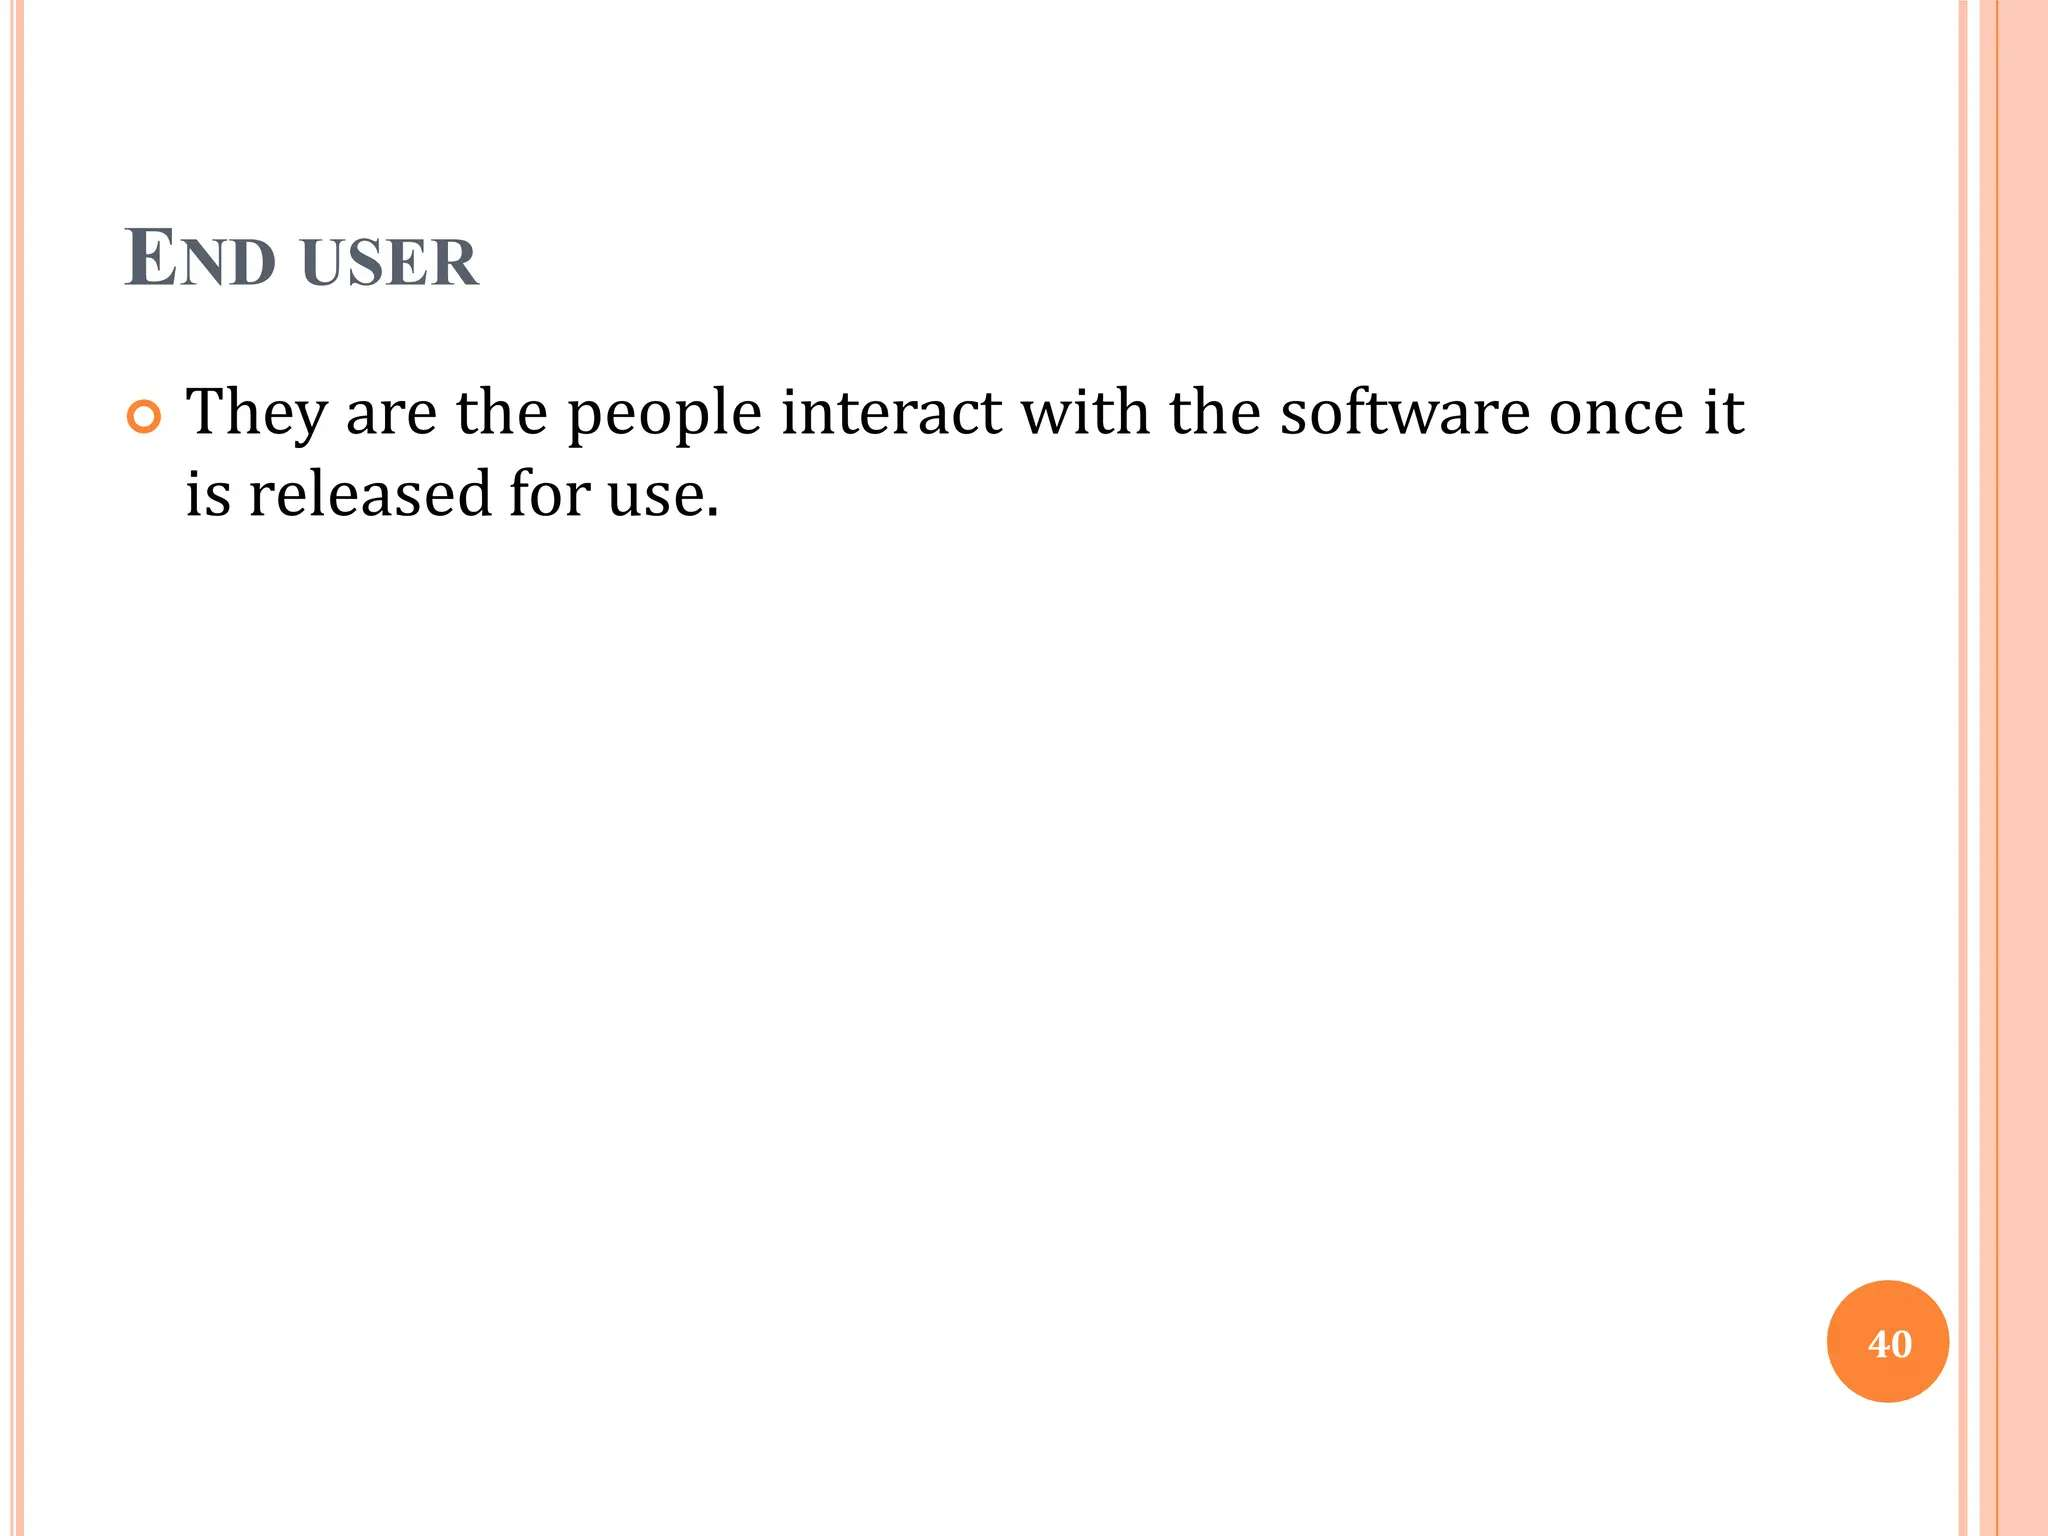 END USER
They are the people interact with the software once it
is released for use.
40